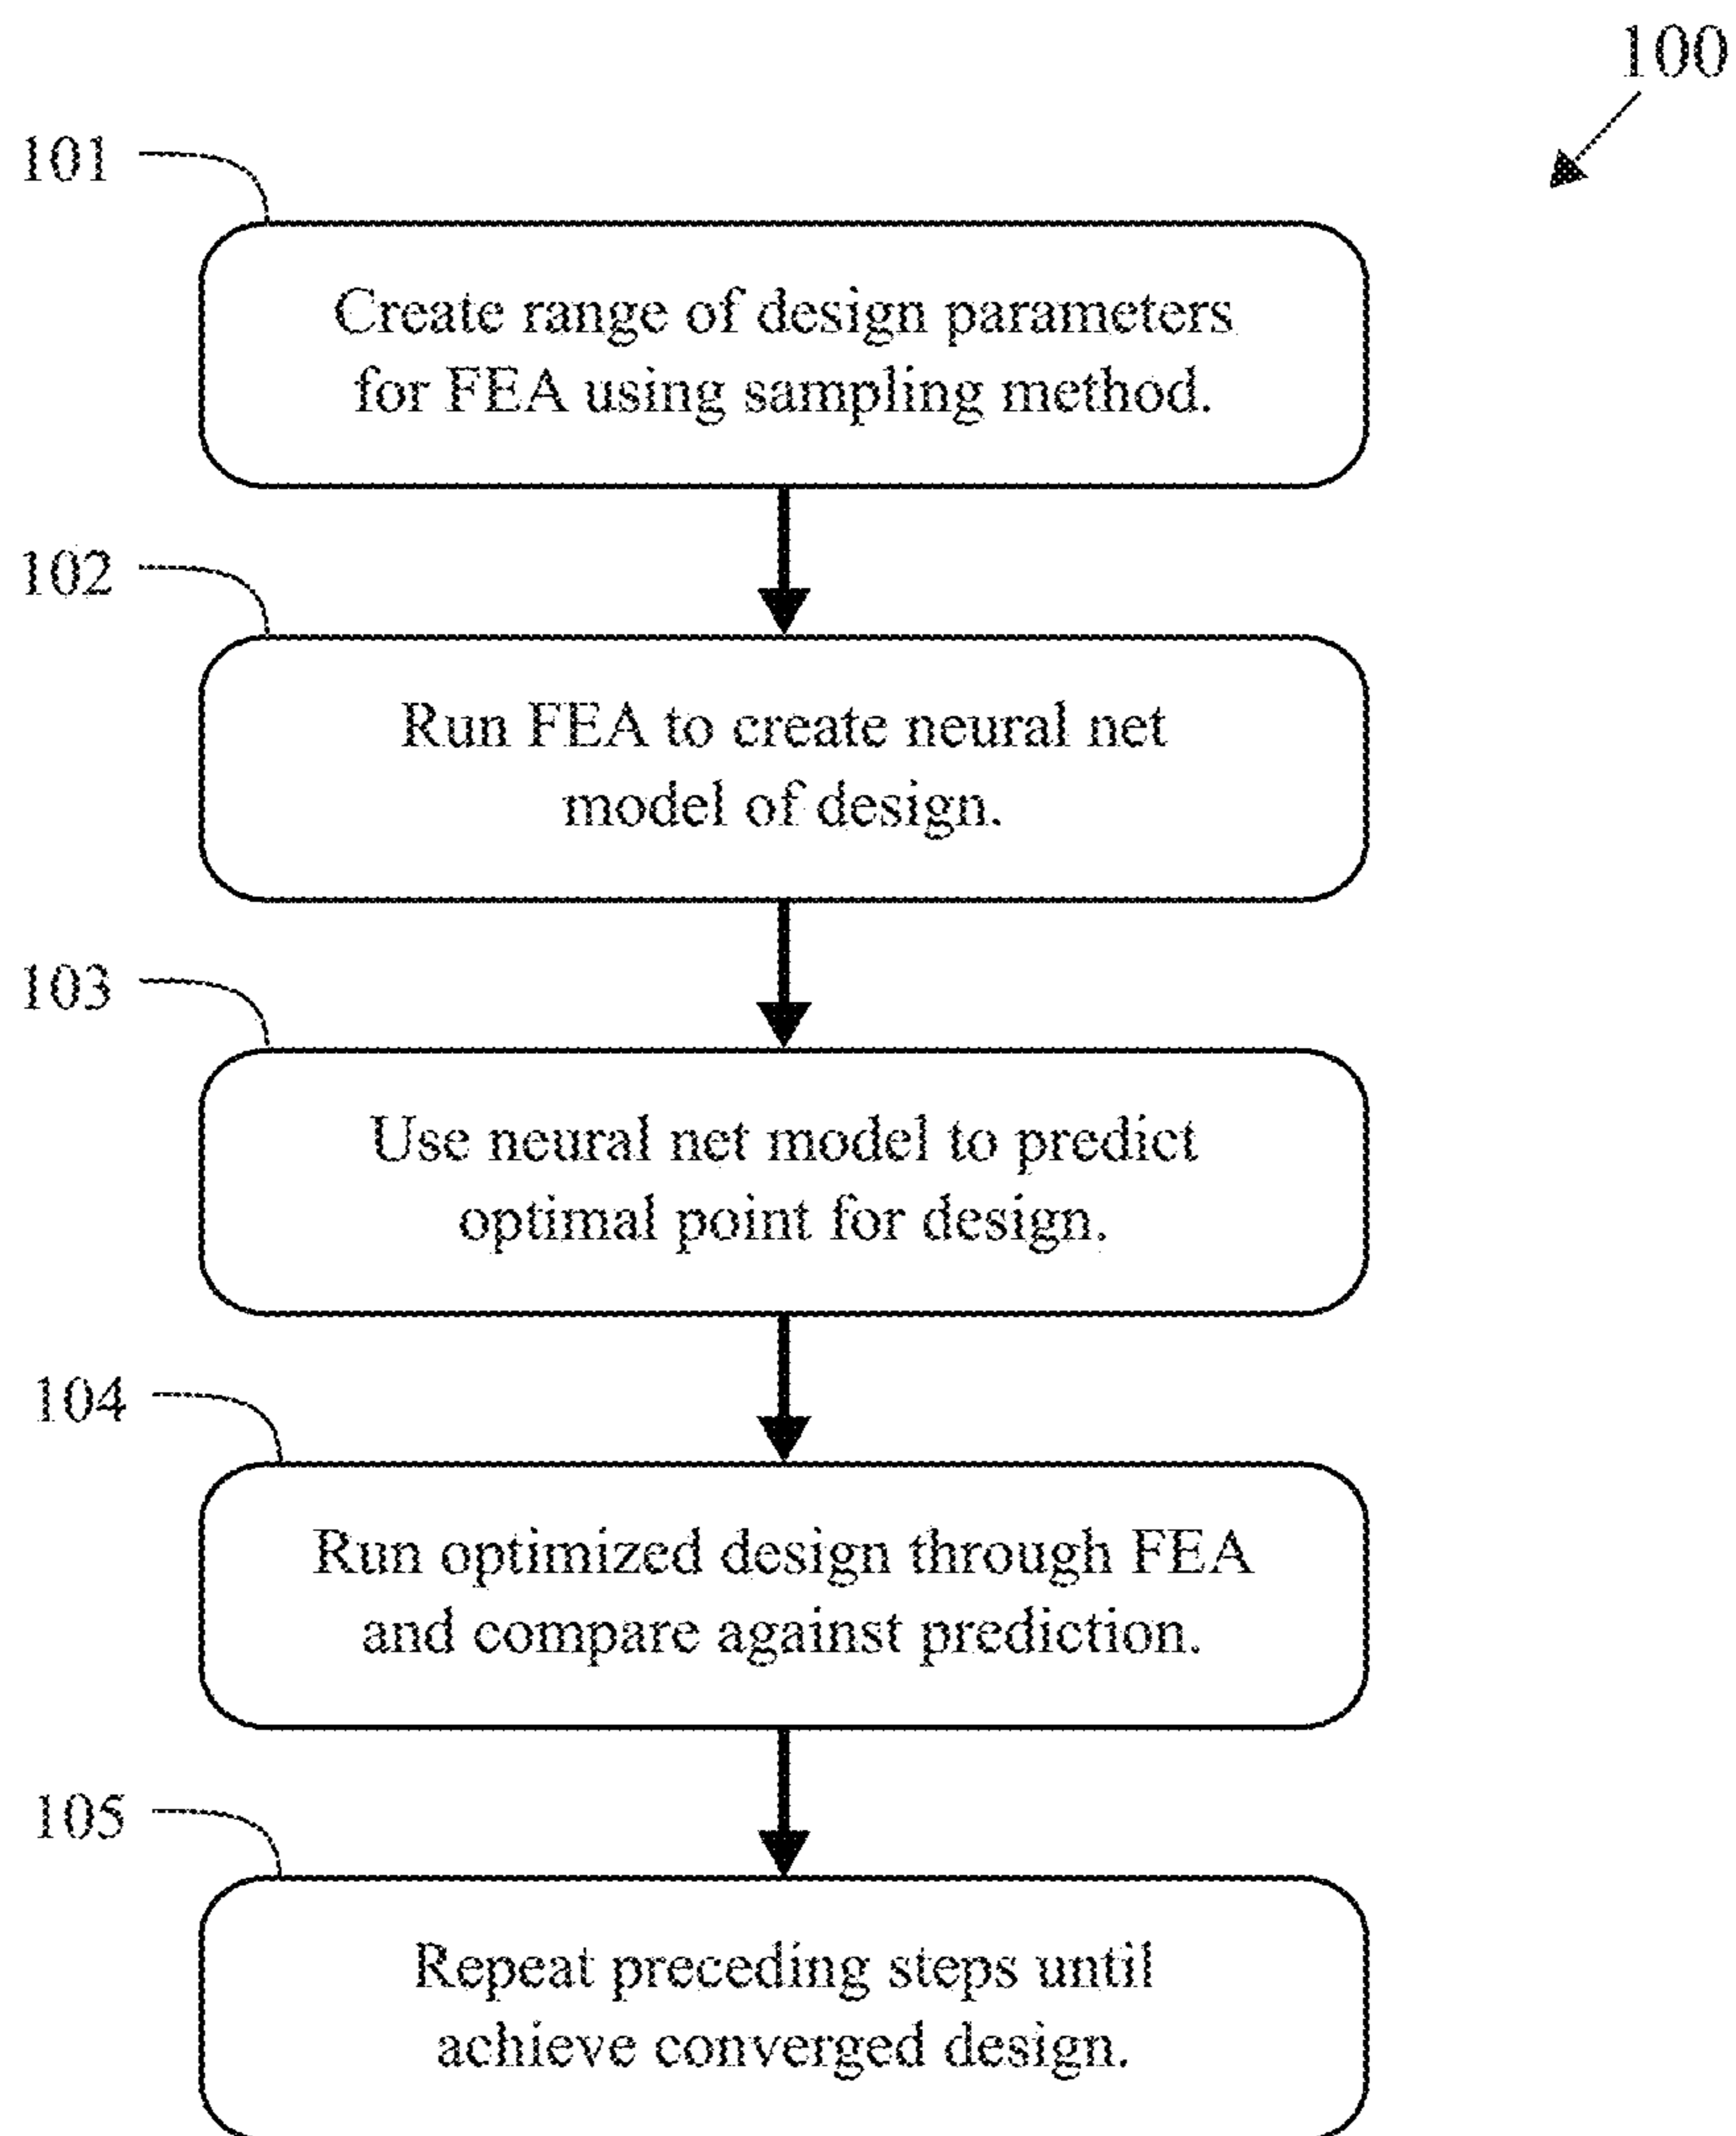 100
101
Create range of design parameters
for FEA using sampling method.
102
Run FEA to create neural net
model of design.
103
Use neural net model to predict
optimal point for design.
104
Run optimized design through FEA
and compare against prediction.
105
Repeat preceding steps until
achieve converged design.